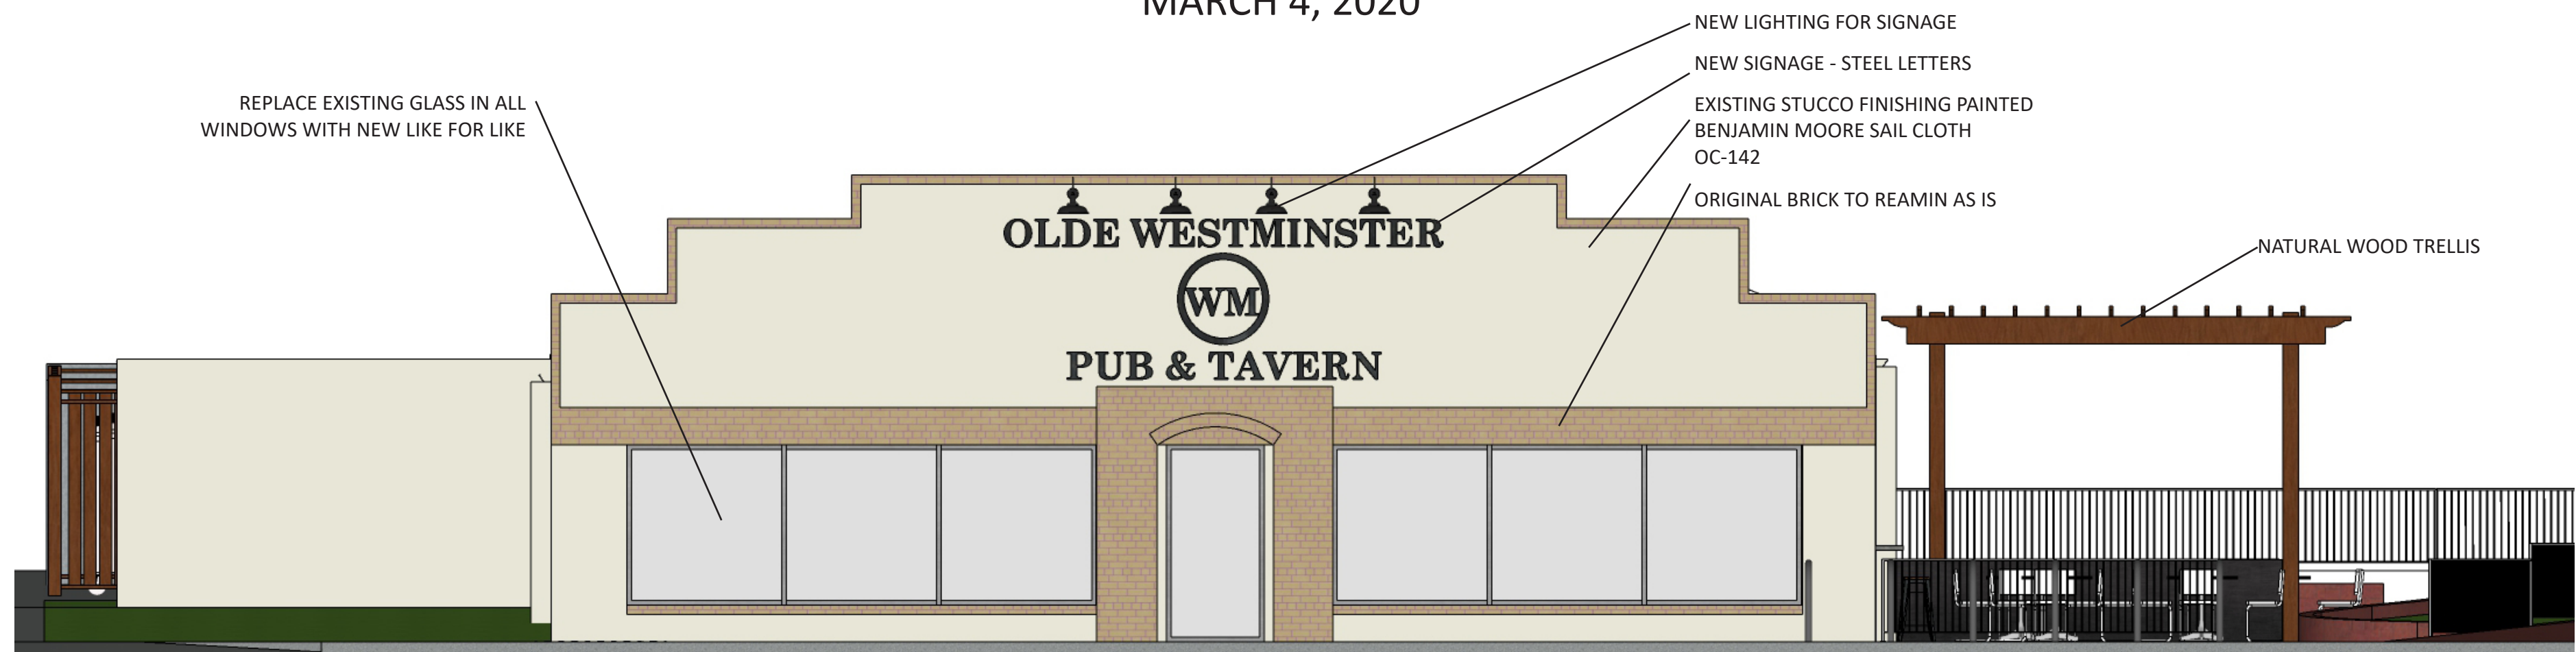 MARCH 4, 2020
NEW LIGHTING FOR SIGNAGE
NEW SIGNAGE - STEEL LETTERS
REPLACE EXISTING GLASS IN ALL
WINDOWS WITH NEW LIKE FOR LIKE
EXISTING STUCCO FINISHING PAINTED
BENJAMIN MOORE SAIL CLOTH
OC-142
ORIGINAL BRICK TO REAMIN AS IS
NATURAL WOOD TRELLIS
OLDE WESTMINSTER
WM
PUB & TAVERN